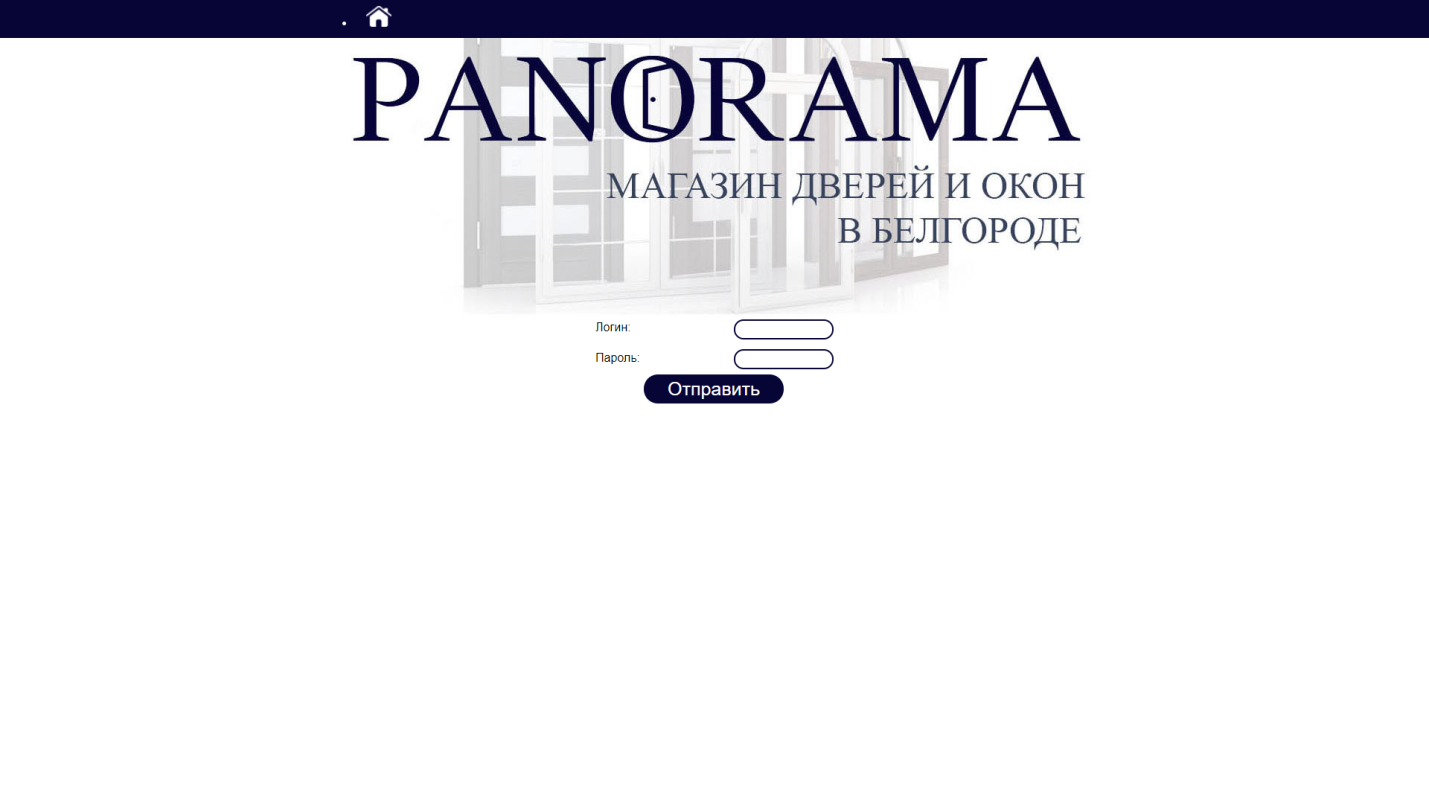 PANORAMA
МАГАЗИН ДВЕРЕЙ И ОКОН
В БЕЛГОРОДЕ
Логин:
Пароль:
Отправить